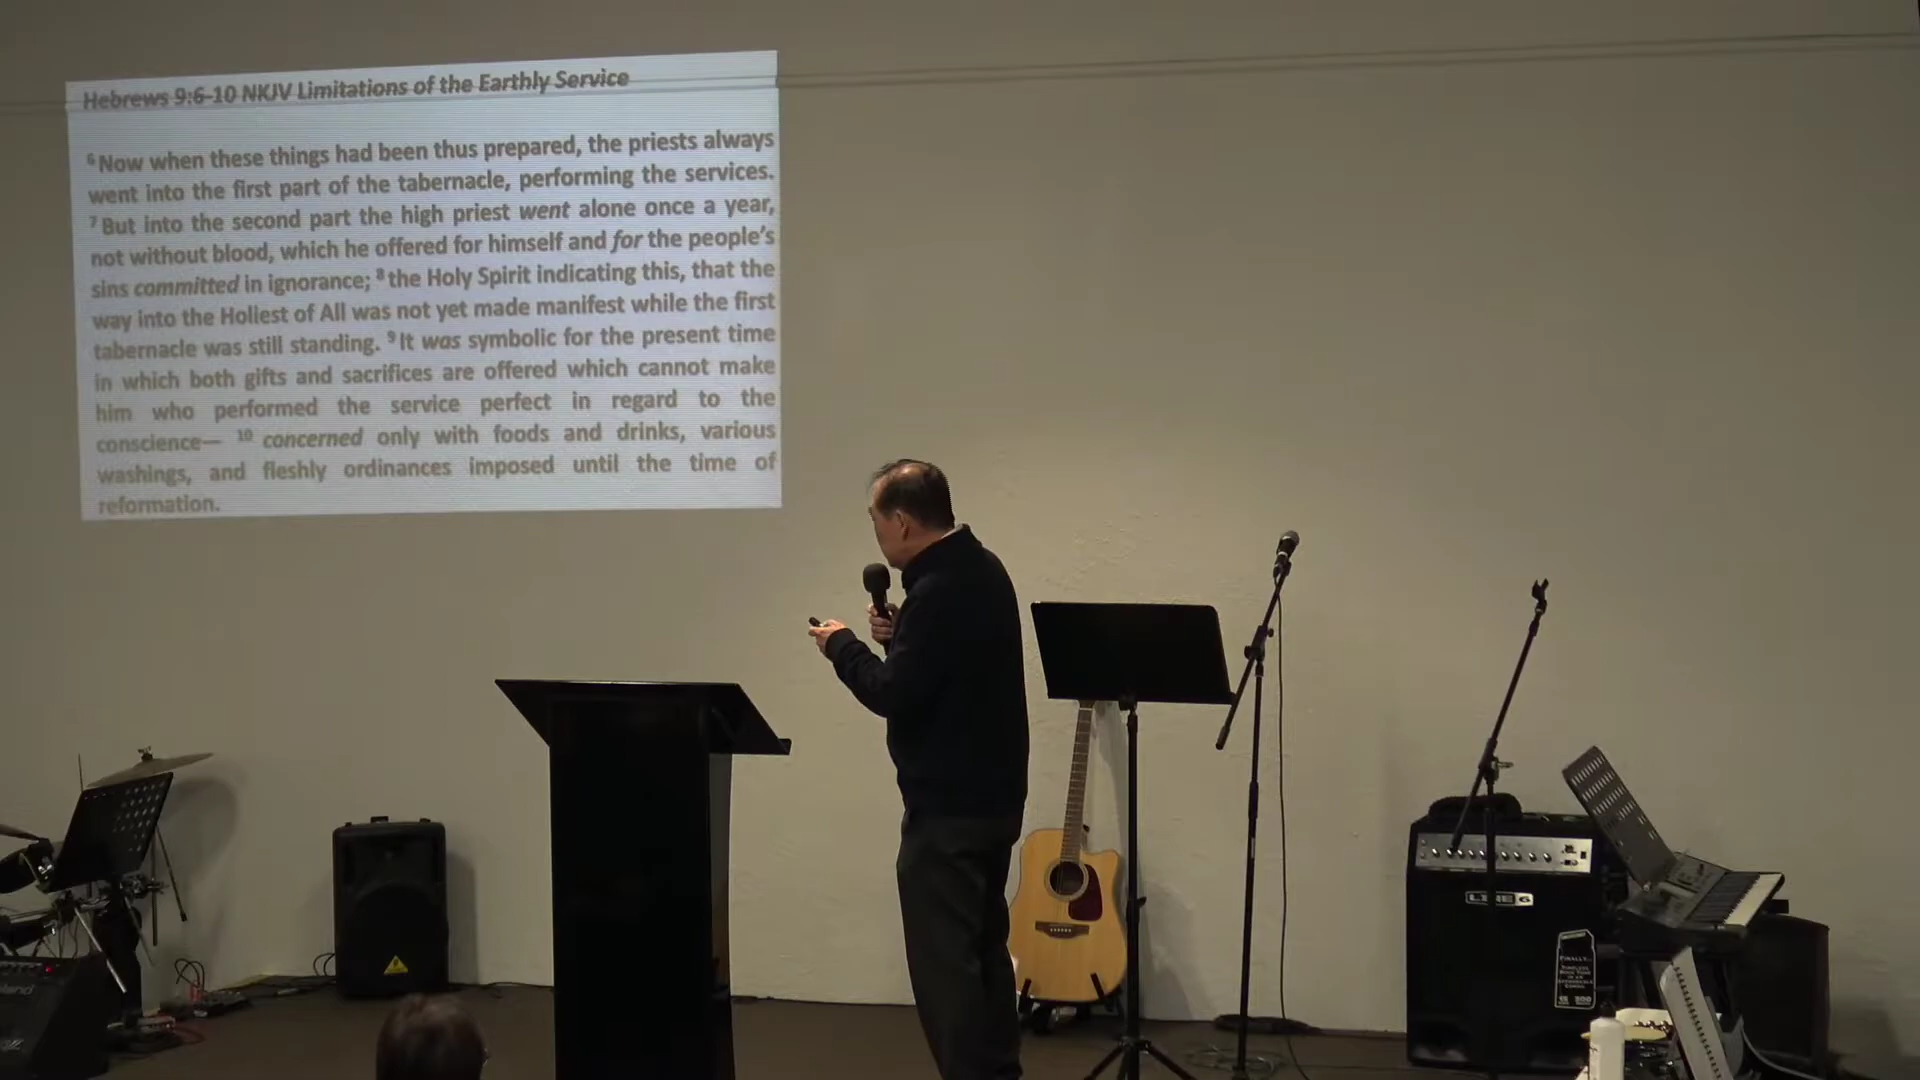 Hebrews 9:6-10 NKJV Limitations of the Earthly Service
6 Now when these things had been thus prepared, the priests always
went into the first part of the tabernacle, performing the services.
7 But into the second part the high priest went alone once a year,
not without blood, which he offered for himself and for the people's
sins committed in ignorance; 8 the Holy Spirit indicating this, that the
way into the Holiest of All was not yet made manifest while the first
tabernacle was still standing. 9 It was symbolic for the present time
in which both gifts and sacrifices are offered which cannot make
him who performed the service perfect in regard to the
conscience— 10 concerned only with foods and drinks, various
washings, and fleshly ordinances imposed until the time of
reformation.
LINE 6
FINALLY...